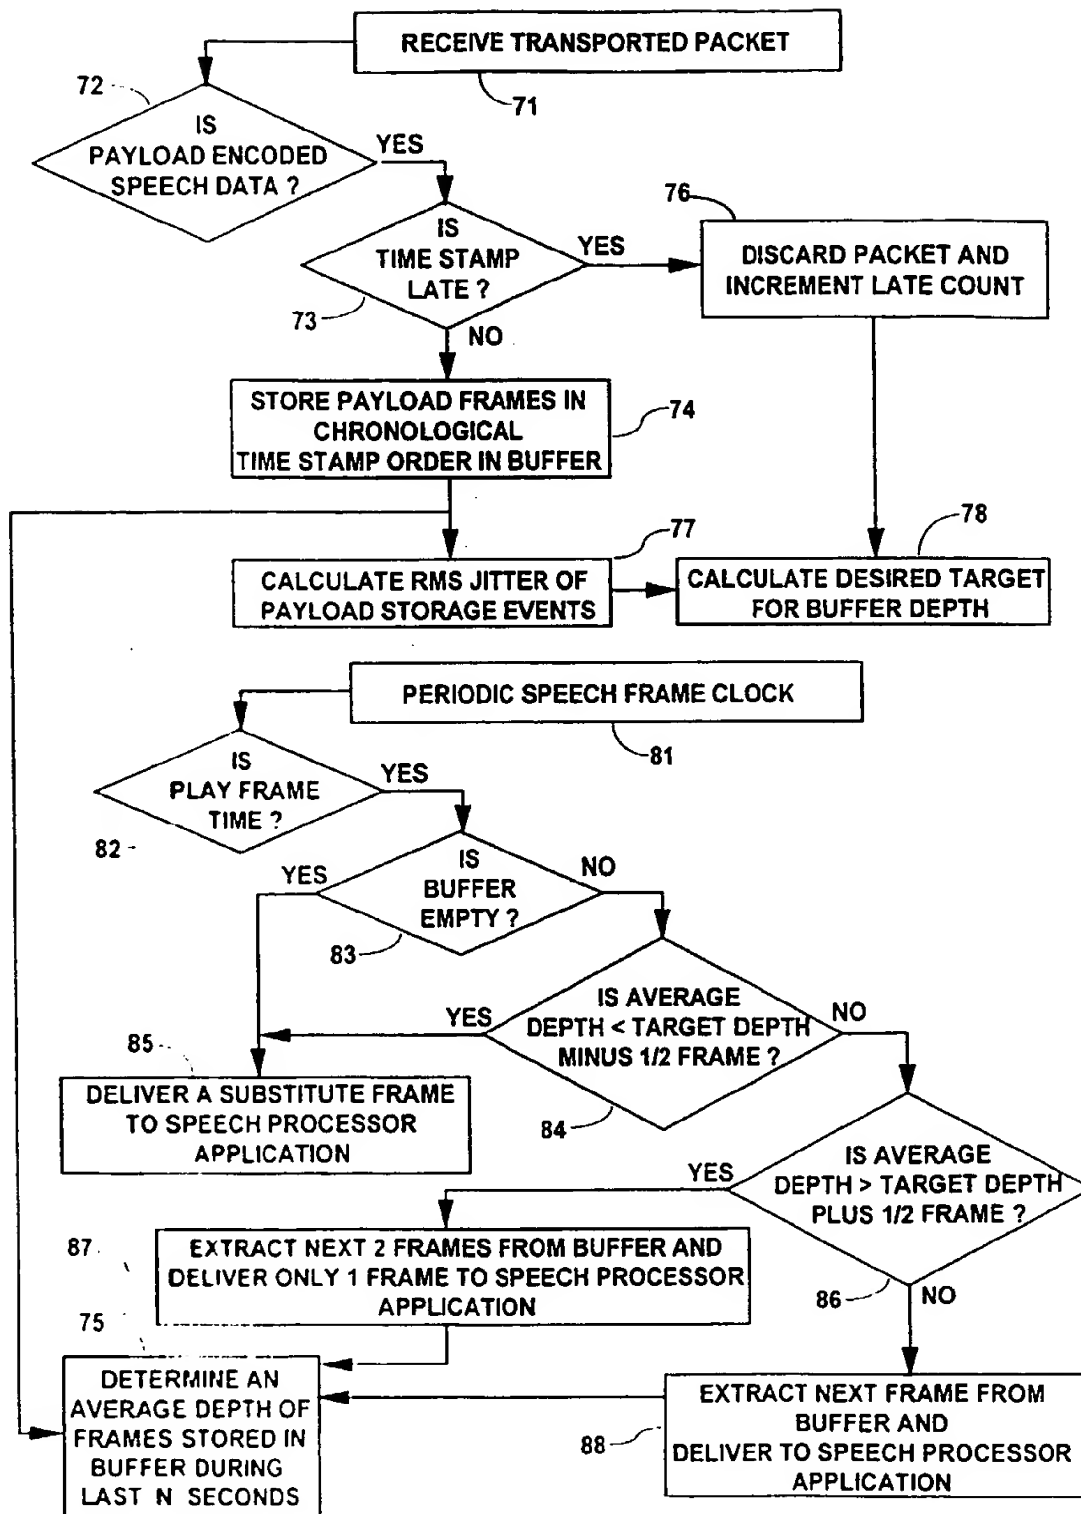 RECEIVE TRANSPORTED PACKET
71
72
IS
PAYLOAD ENCODED
SPEECH DATA ?
YES
IS
TIME STAMP
LATE ?
YES
73
NO
76
DISCARD PACKET AND
INCREMENT LATE COUNT
STORE PAYLOAD FRAMES IN
CHRONOLOGICAL
TIME STAMP ORDER IN BUFFER
74
77
CALCULATE RMS JITTER OF
PAYLOAD STORAGE EVENTS
78
CALCULATE DESIRED TARGET
FOR BUFFER DEPTH
PERIODIC SPEECH FRAME CLOCK
81
IS
PLAY FRAME
TIME ?
YES
82
IS
BUFFER
EMPTY ?
YES
NO
83
IS AVERAGE
DEPTH < TARGET DEPTH
MINUS 1/2 FRAME ?
YES
NO
84
85
DELIVER A SUBSTITUTE FRAME
TO SPEECH PROCESSOR
APPLICATION
IS AVERAGE
DEPTH > TARGET DEPTH
PLUS 1/2 FRAME ?
YES
86
NO
87
EXTRACT NEXT 2 FRAMES FROM BUFFER AND
DELIVER ONLY 1 FRAME TO SPEECH PROCESSOR
APPLICATION
75
DETERMINE AN
AVERAGE DEPTH OF
FRAMES STORED IN
BUFFER DURING
LAST N SECONDS
88
EXTRACT NEXT FRAME FROM
BUFFER AND
DELIVER TO SPEECH PROCESSOR
APPLICATION